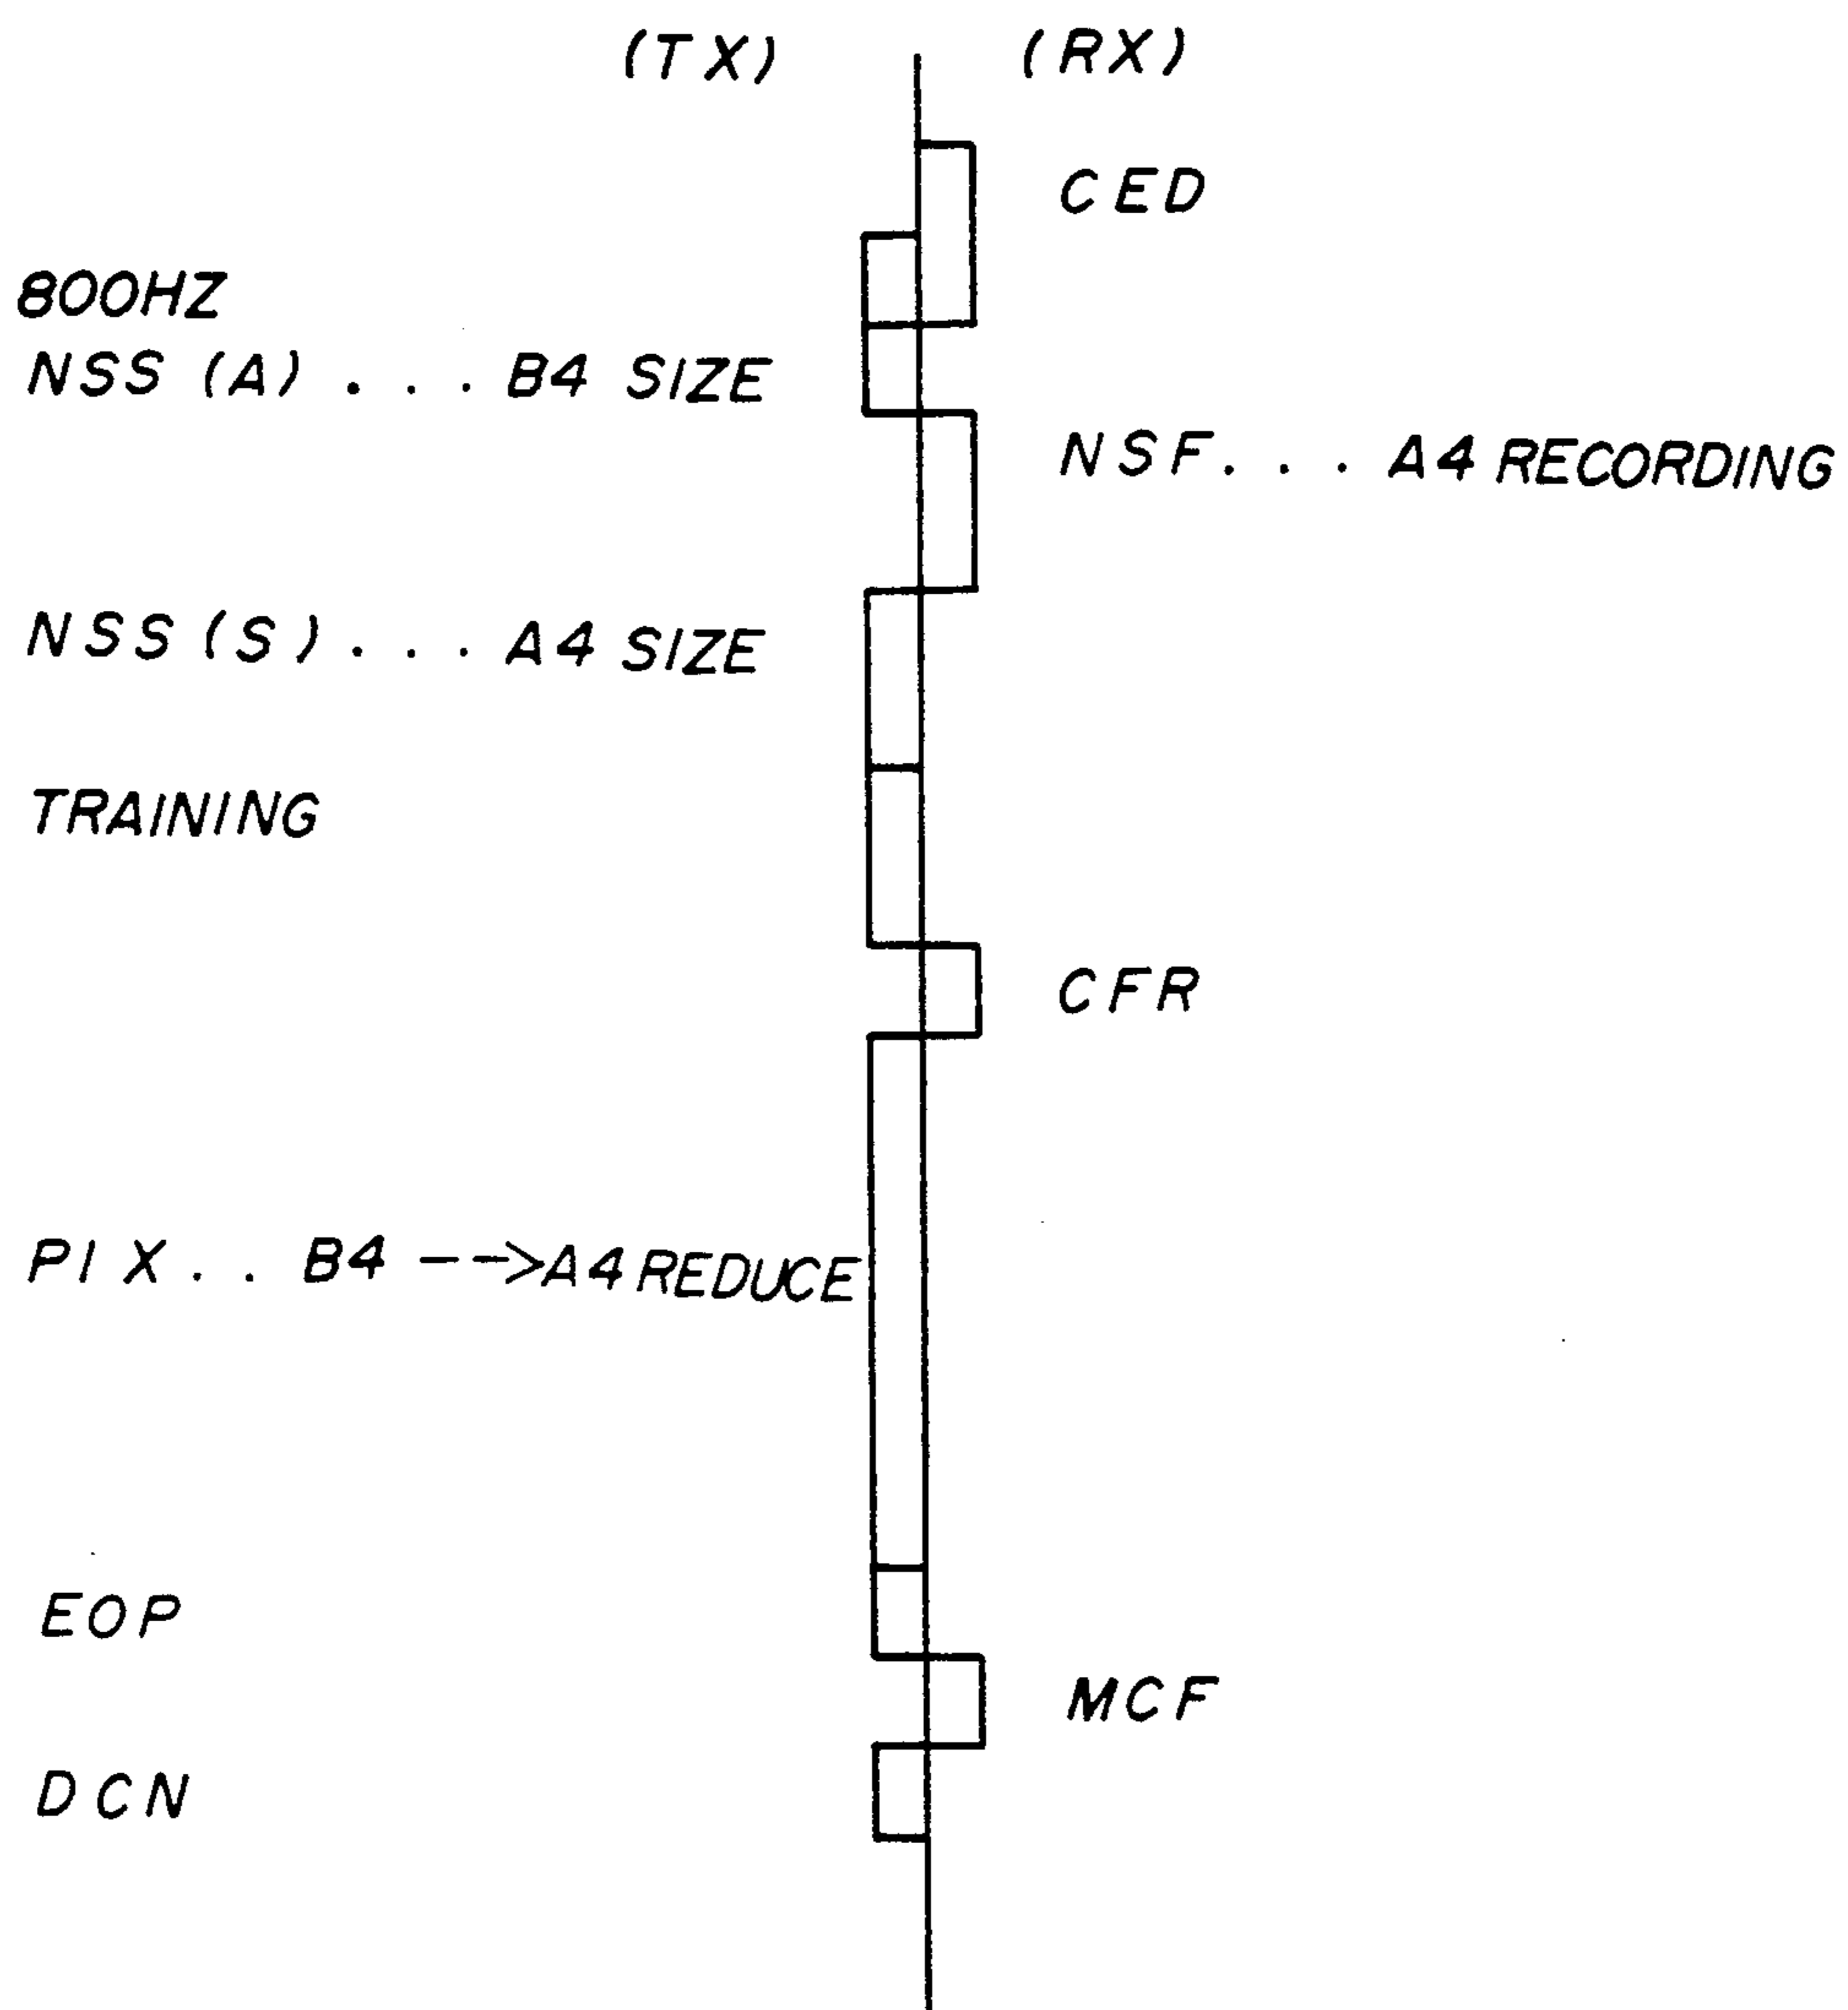 (TX) (RX)
CED
800HZ
NSS (A) . . . B4 SIZE
NSF . . . A4 RECORDING
NSS (S) . . . A4 SIZE
TRAINING
CFR
PIX . . B4 -->A4 REDUCE
EOP
MCF
DCN